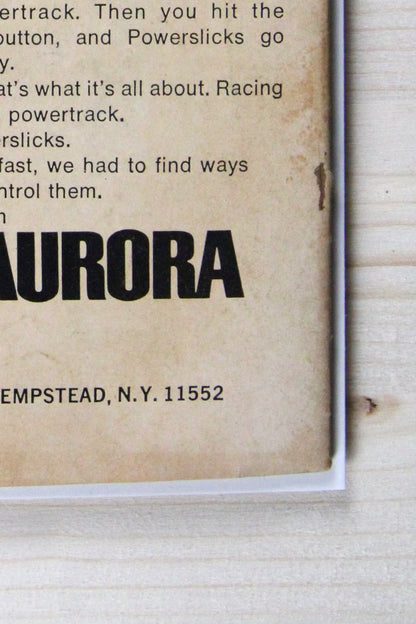 ertrack. Then you hit the
button, and Powerslicks go
y.
at's what it's all about. Racing
powertrack.
erslicks.
fast, we had to find ways
ntrol them.
n
AURORA
EMPSTEAD, N.Y. 11552